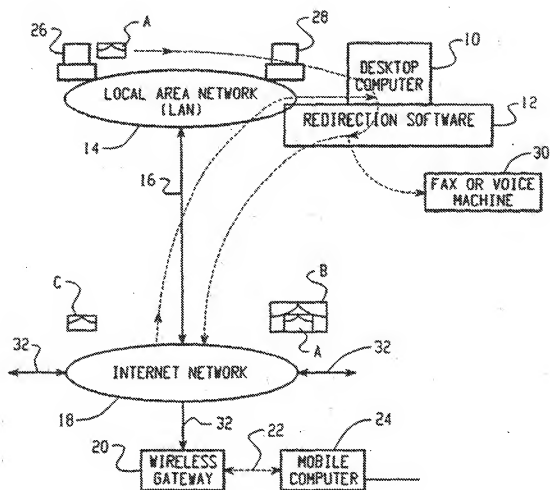 26
A
28
10
DESKTOP
COMPUTER
LOCAL AREA NETWORK
(LAN)
12
REDIRECTION SOFTWARE
14
30
16
FAX OR VOICE
MACHINE
C
B
A
32
32
INTERNET NETWORK
18
32
24
20
22
WIRELESS
GATEWAY
MOBILE
COMPUTER